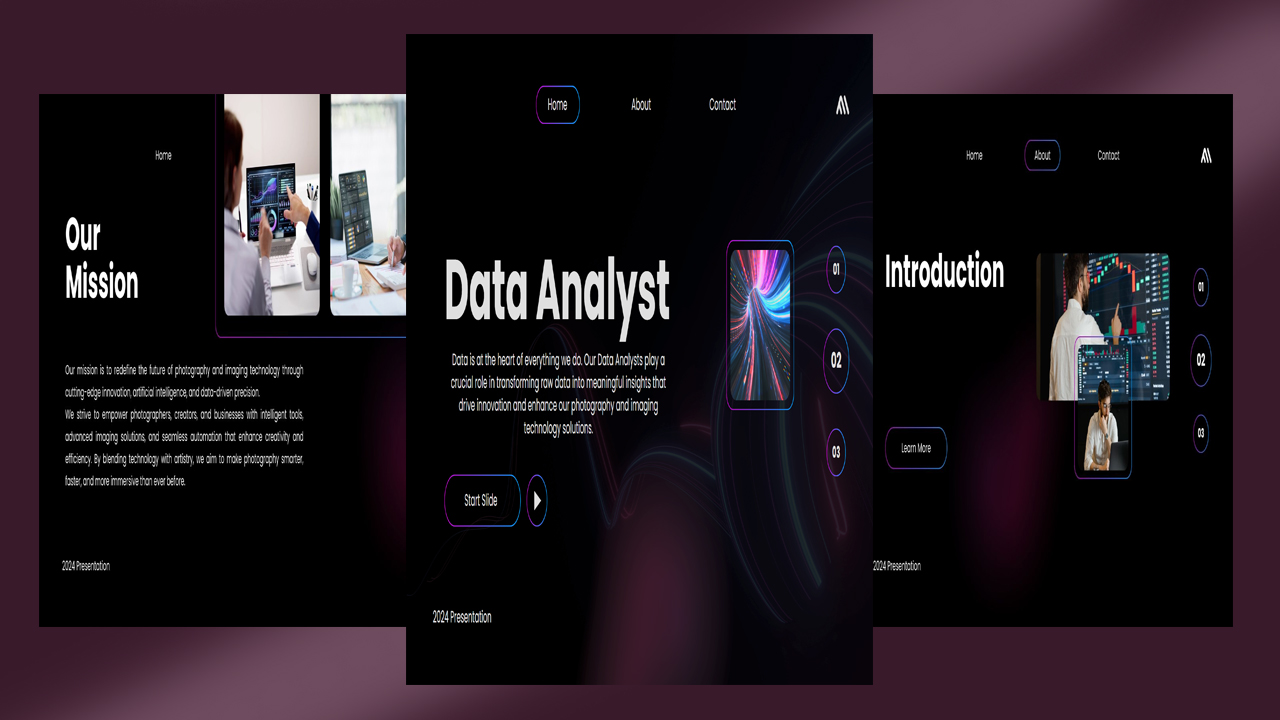 Home
Our
Mission
Our mission is to redefine the future of photography and imaging technology through
cutting-edge innovation, artificial intelligence, and data-driven precision.
We strive to empower photographers, creators, and businesses with intelligent tools,
advanced imaging solutions, and seamless automation that enhance creativity and
efficiency. By blending technology with artistry, we aim to make photography smarter,
faster, and more immersive than ever before.
2024 Presentation
Home
About
Contact
Data Analyst
Data is at the heart of everything we do. Our Data Analysts play a
crucial role in transforming raw data into meaningful insights that
drive innovation and enhance our photography and imaging
technology solutions.
01
02
03
Start Slide
2024 Presentation
Home
About
Contact
Introduction
01
02
03
Learn More
2024 Presentation